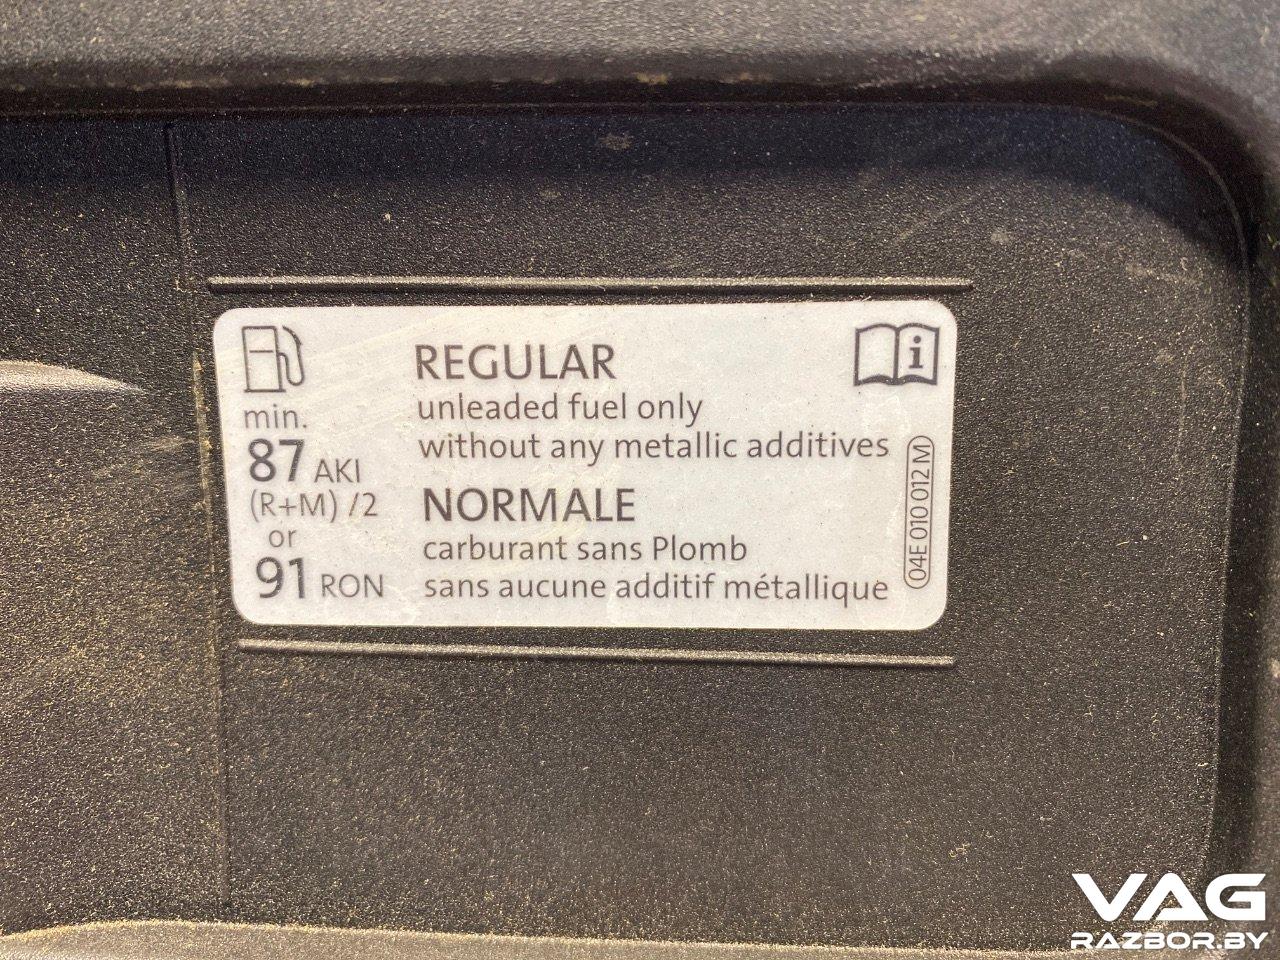 min.
87 AKI
(R+M) /2
or
91 RON
REGULAR
unleaded fuel only
without any metallic additives
NORMALE
carburant sans Plomb
sans aucune additif métallique
i
04E 010 012 M
VAG
RAZBOR.BY